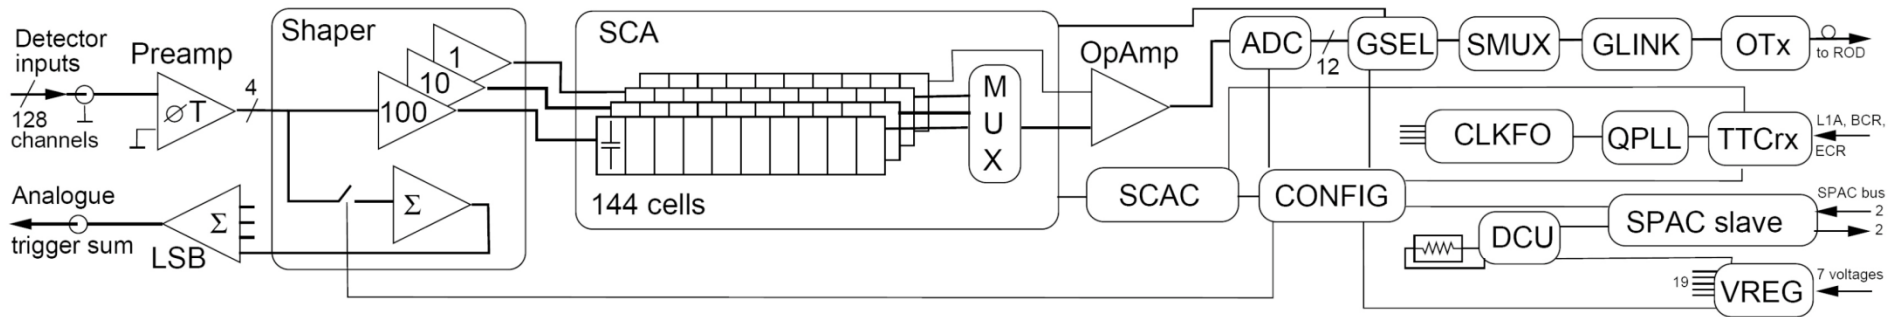 Detector
inputs
128
channels
Preamp
ØT
4
Shaper
1
10
100
Σ
Analogue
trigger sum
Σ
LSB
SCA
144 cells
M
U
X
OpAmp
ADC
12
GSEL
SMUX
GLINK
OTx
to ROD
CLKFO
QPLL
TTCrx
L1A, BCR,
ECR
SCAC
CONFIG
SPAC bus
2
2
SPAC slave
DCU
19
VREG
7 voltages